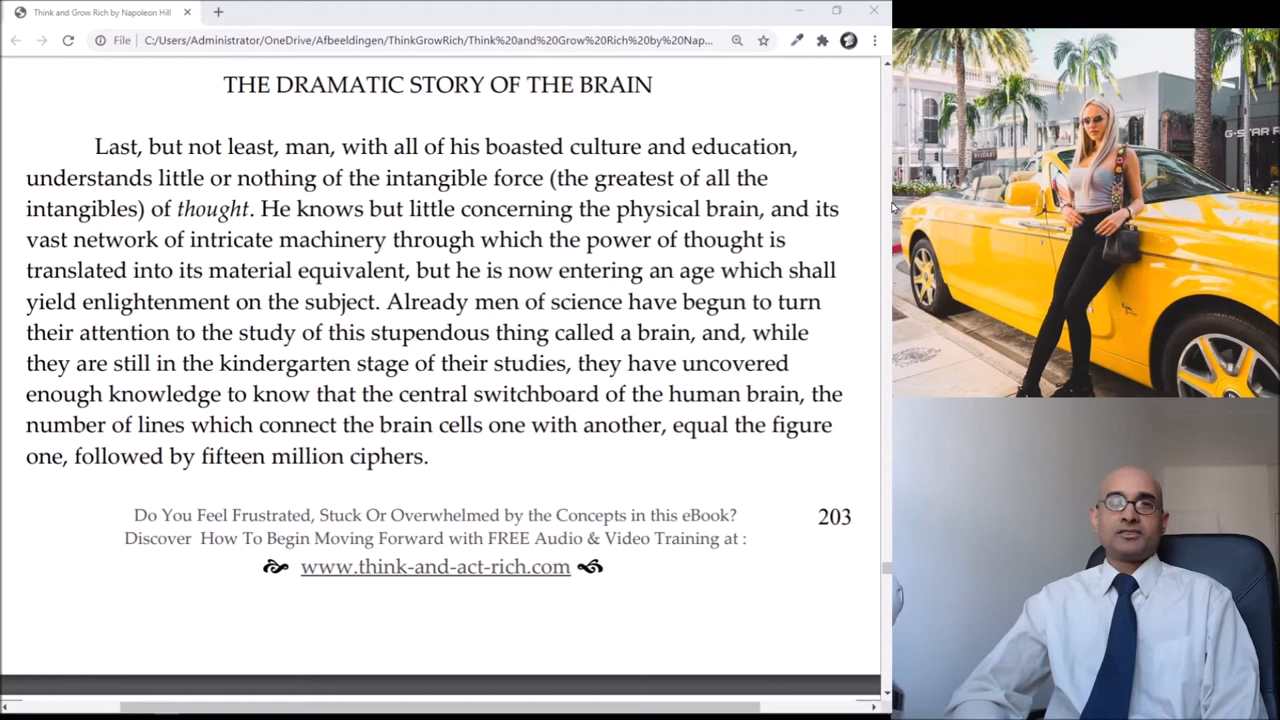 Think and Grow Rich by Napoleon Hill
File
C:/Users/Administrator/OneDrive/Afbeeldingen/ThinkGrowRich/Think%20and%20Grow%20Rich%20by%20Nap...
THE DRAMATIC STORY OF THE BRAIN
Last, but not least, man, with all of his boasted culture and education,
understands little or nothing of the intangible force (the greatest of all the
intangibles) of thought. He knows but little concerning the physical brain, and its
vast network of intricate machinery through which the power of thought is
translated into its material equivalent, but he is now entering an age which shall
yield enlightenment on the subject. Already men of science have begun to turn
their attention to the study of this stupendous thing called a brain, and, while
they are still in the kindergarten stage of their studies, they have uncovered
enough knowledge to know that the central switchboard of the human brain, the
number of lines which connect the brain cells one with another, equal the figure
one, followed by fifteen million ciphers.
Do You Feel Frustrated, Stuck Or Overwhelmed by the Concepts in this eBook?
203
Discover How To Begin Moving Forward with FREE Audio & Video Training at :
www.think-and-act-rich.com
G-STAR
BVLGARI